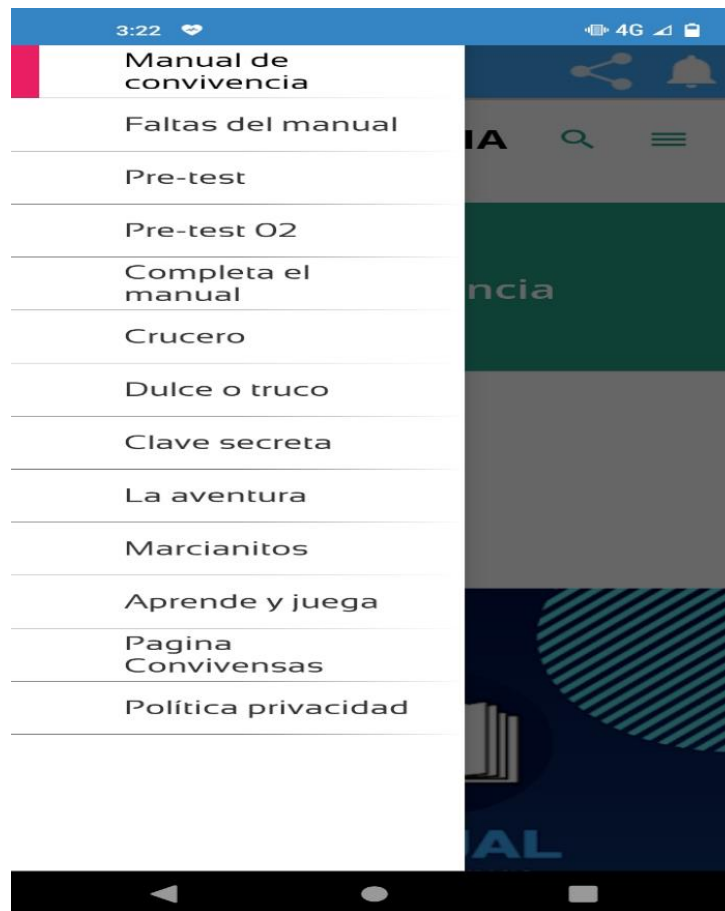 3:22
4G
Manual de
convivencia
Faltas del manual
IA
Pre-test
Pre-test 02
Completa el
manual
ncia
Crucero
Dulce o truco
Clave secreta
La aventura
Marcianitos
Aprende y juega
Pagina
Convivensas
Política privacidad
UAL